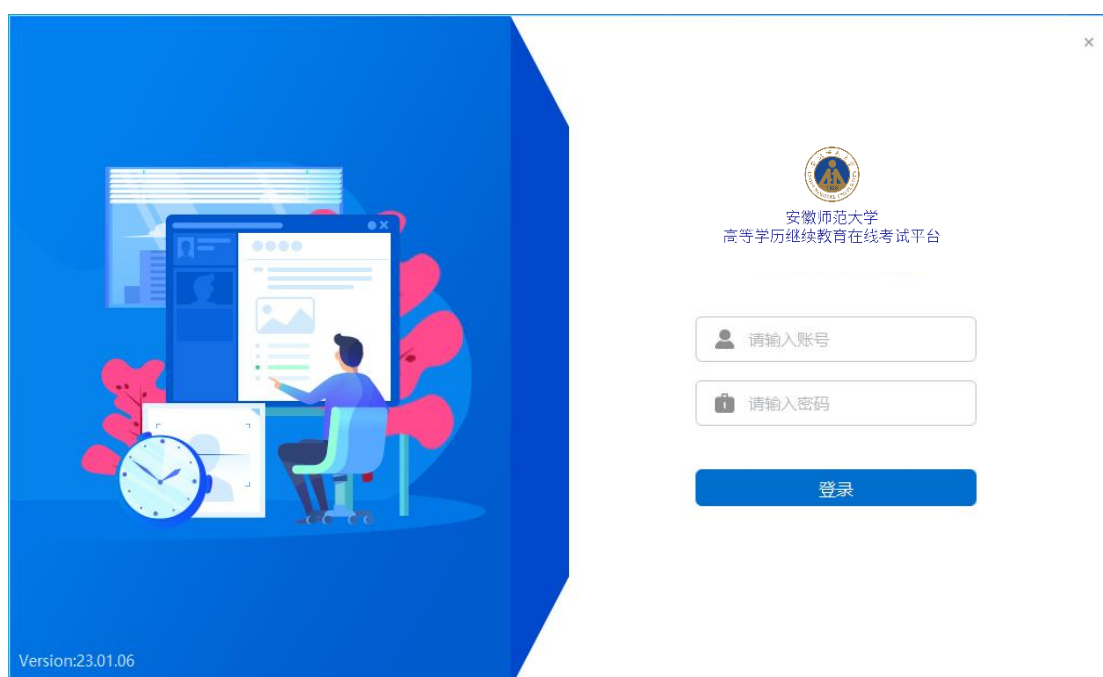 安徽师范大学
高等学历继续教育在线考试平台
请输入账号
请输入密码
登录
Version:23.01.06